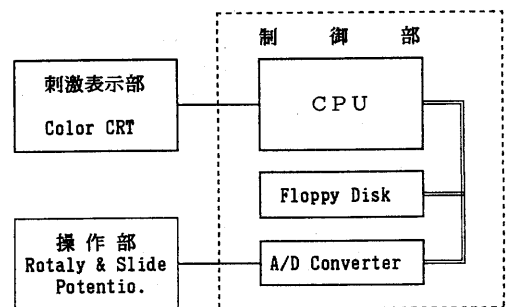 制 御 部
刺激表示部
Color CRT
CPU
Floppy Disk
操 作 部
Rotaly & Slide
Potentio.
A/D Converter